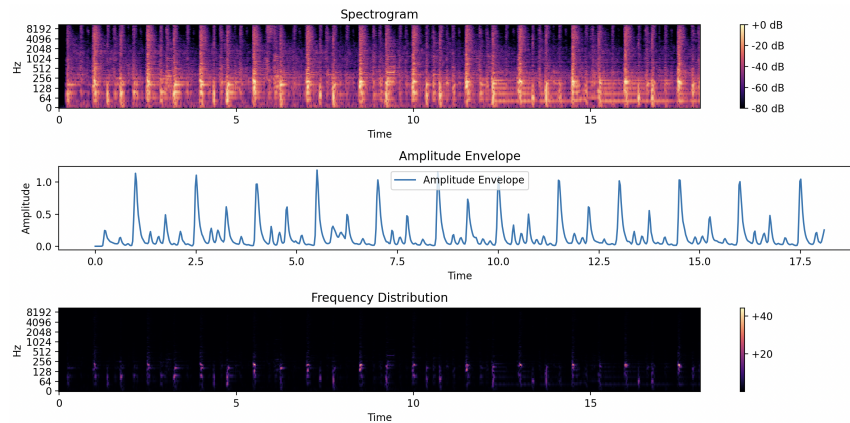 Spectrogram
8192
4096
2048
1024
512
256
128
64
0
Hz
0 5 10 15
Time
+0 dB
-20 dB
-40 dB
-60 dB
-80 dB
Amplitude Envelope
1.0
0.5
0.0
Amplitude
Amplitude Envelope
0.0 2.5 5.0 7.5 10.0 12.5 15.0 17.5
Time
Frequency Distribution
8192
4096
2048
1024
512
256
128
64
0
Hz
0 5 10 15
Time
+40
+20